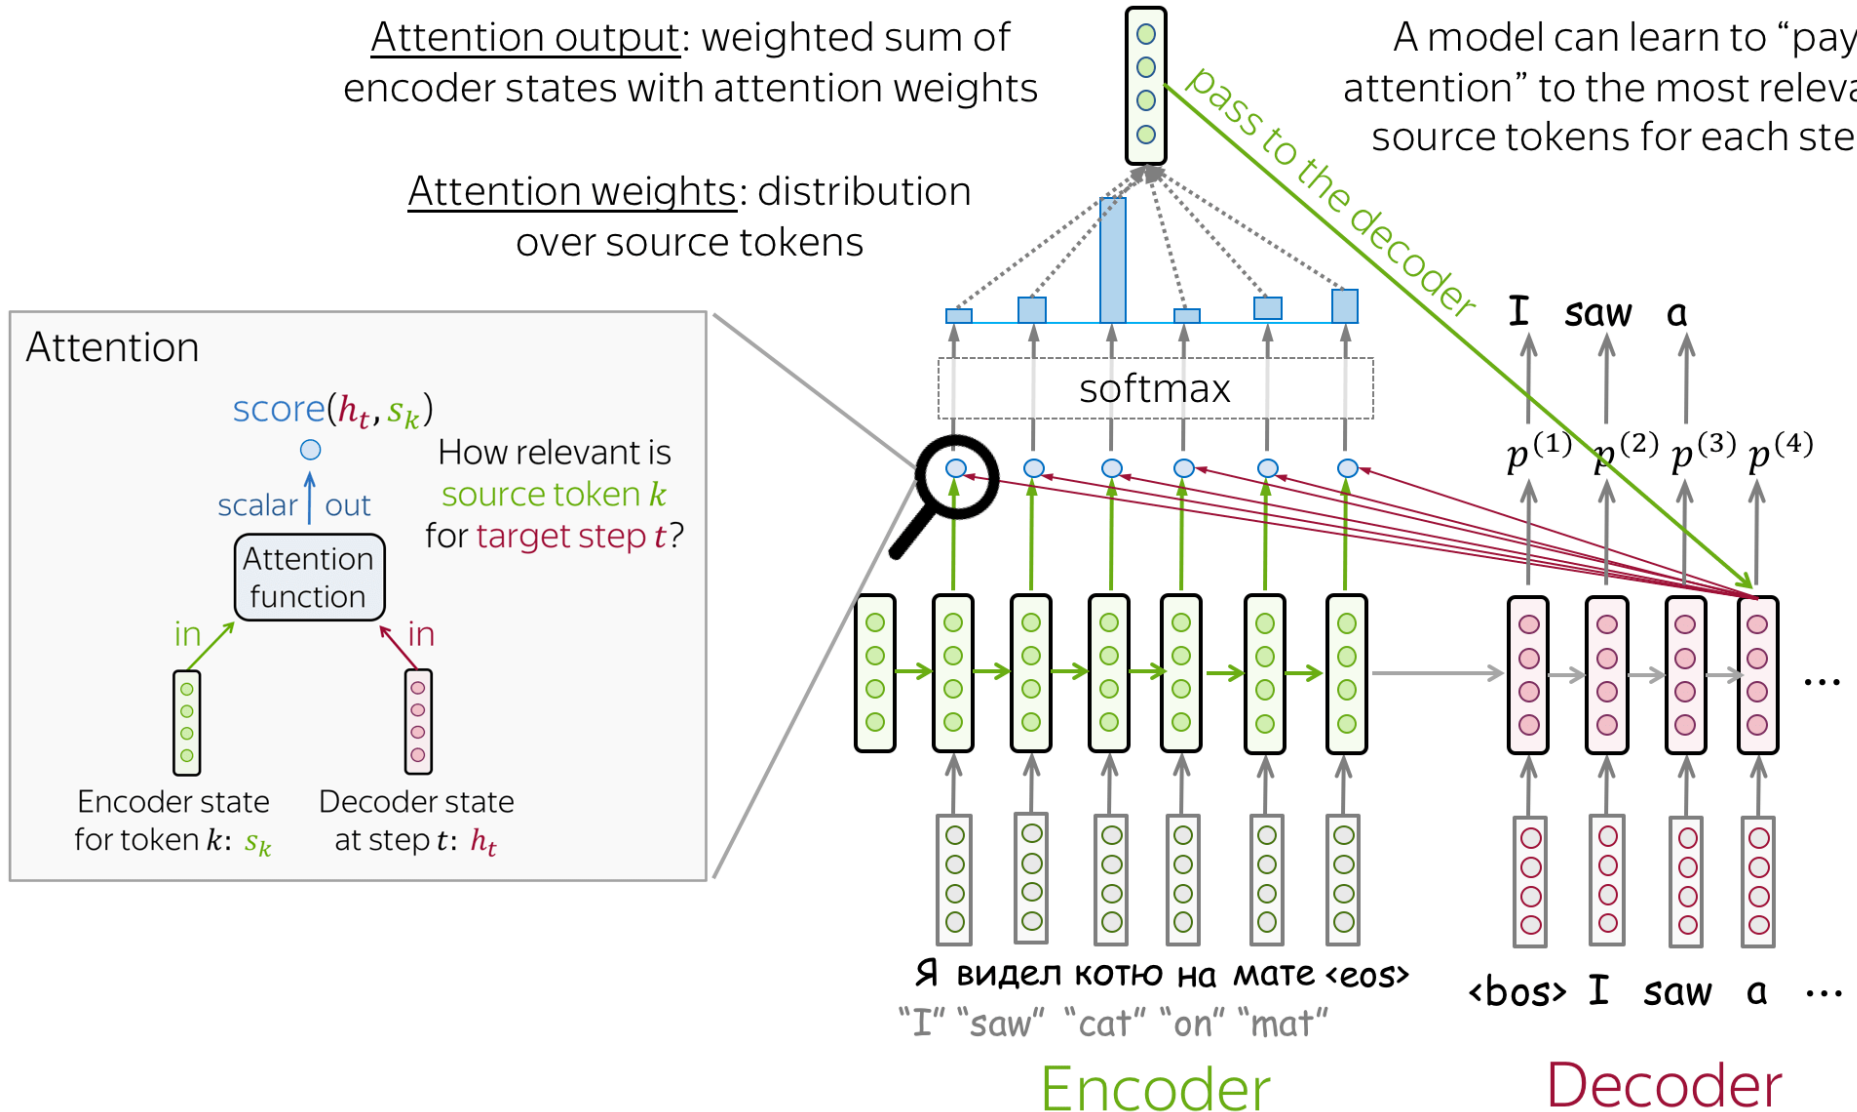 Attention output: weighted sum of
encoder states with attention weights
Attention weights: distribution
over source tokens
A model can learn to “pay
attention” to the most releva
source tokens for each ste
pass to the decoder
Attention
score(h_t, s_k)
How relevant is
source token k
for target step t?
scalar out
Attention
function
in in
Encoder state
for token k: s_k
Decoder state
at step t: h_t
softmax
I saw a
p^(1) p^(2) p^(3) p^(4)
...
Я видел котю на мате <eos>
“I” “saw” “cat” “on” “mat”
<bos> I saw a ...
Encoder
Decoder